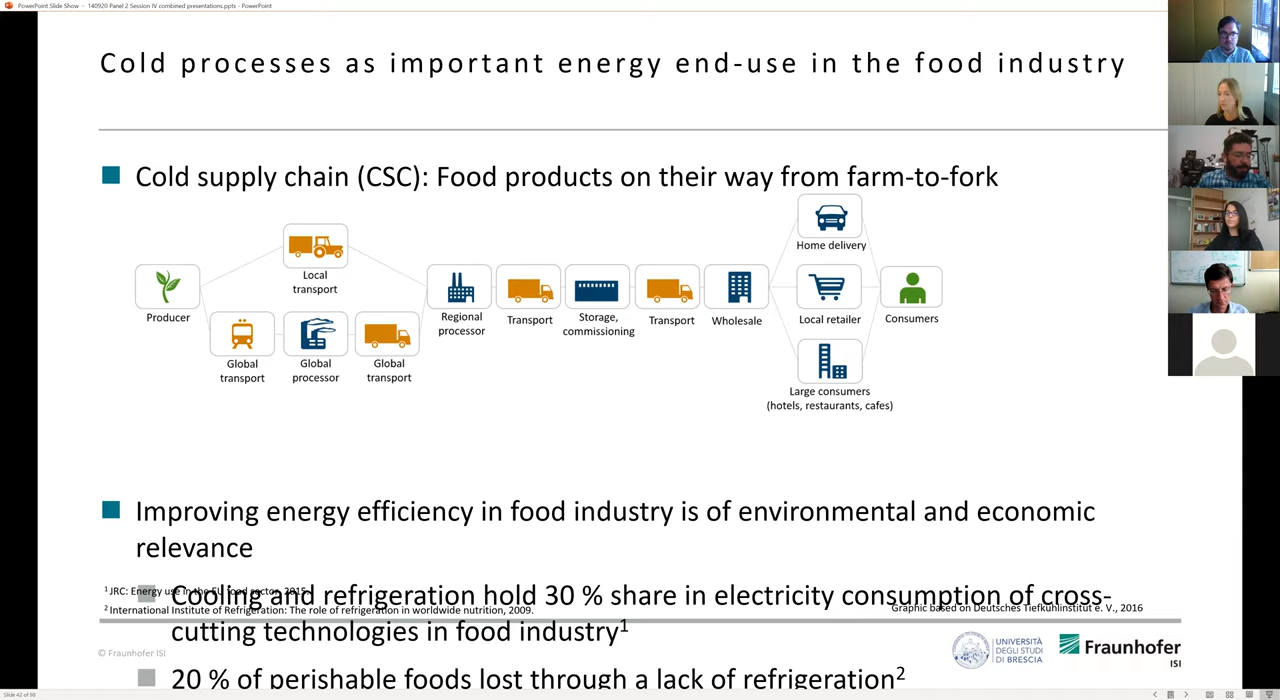 PowerPoint Slide Show - 140920 Panel 2 Session IV combined presentations.pptx - PowerPoint
Cold processes as important energy end-use in the food industry
Cold supply chain (CSC): Food products on their way from farm-to-fork
Home delivery
Local
transport
Producer
Regional
processor
Transport
Storage,
commissioning
Transport
Wholesale
Local retailer
Consumers
Global
transport
Global
processor
Global
transport
Large consumers
(hotels, restaurants, cafes)
Improving energy efficiency in food industry is of environmental and economic
relevance
Cooling and refrigeration hold 30 % share in electricity consumption of cross-
cutting technologies in food industry¹
20 % of perishable foods lost through a lack of refrigeration²
¹ JRC: Energy use in the EU food sector, 2015.
² International Institute of Refrigeration: The role of refrigeration in worldwide nutrition, 2009.
Graphic based on Deutsches Tiefkühlinstitut e. V., 2016
© Fraunhofer ISI
UNIVERSITÀ
DEGLI STUDI
DI BRESCIA
Fraunhofer
ISI
Slide 42 of 98